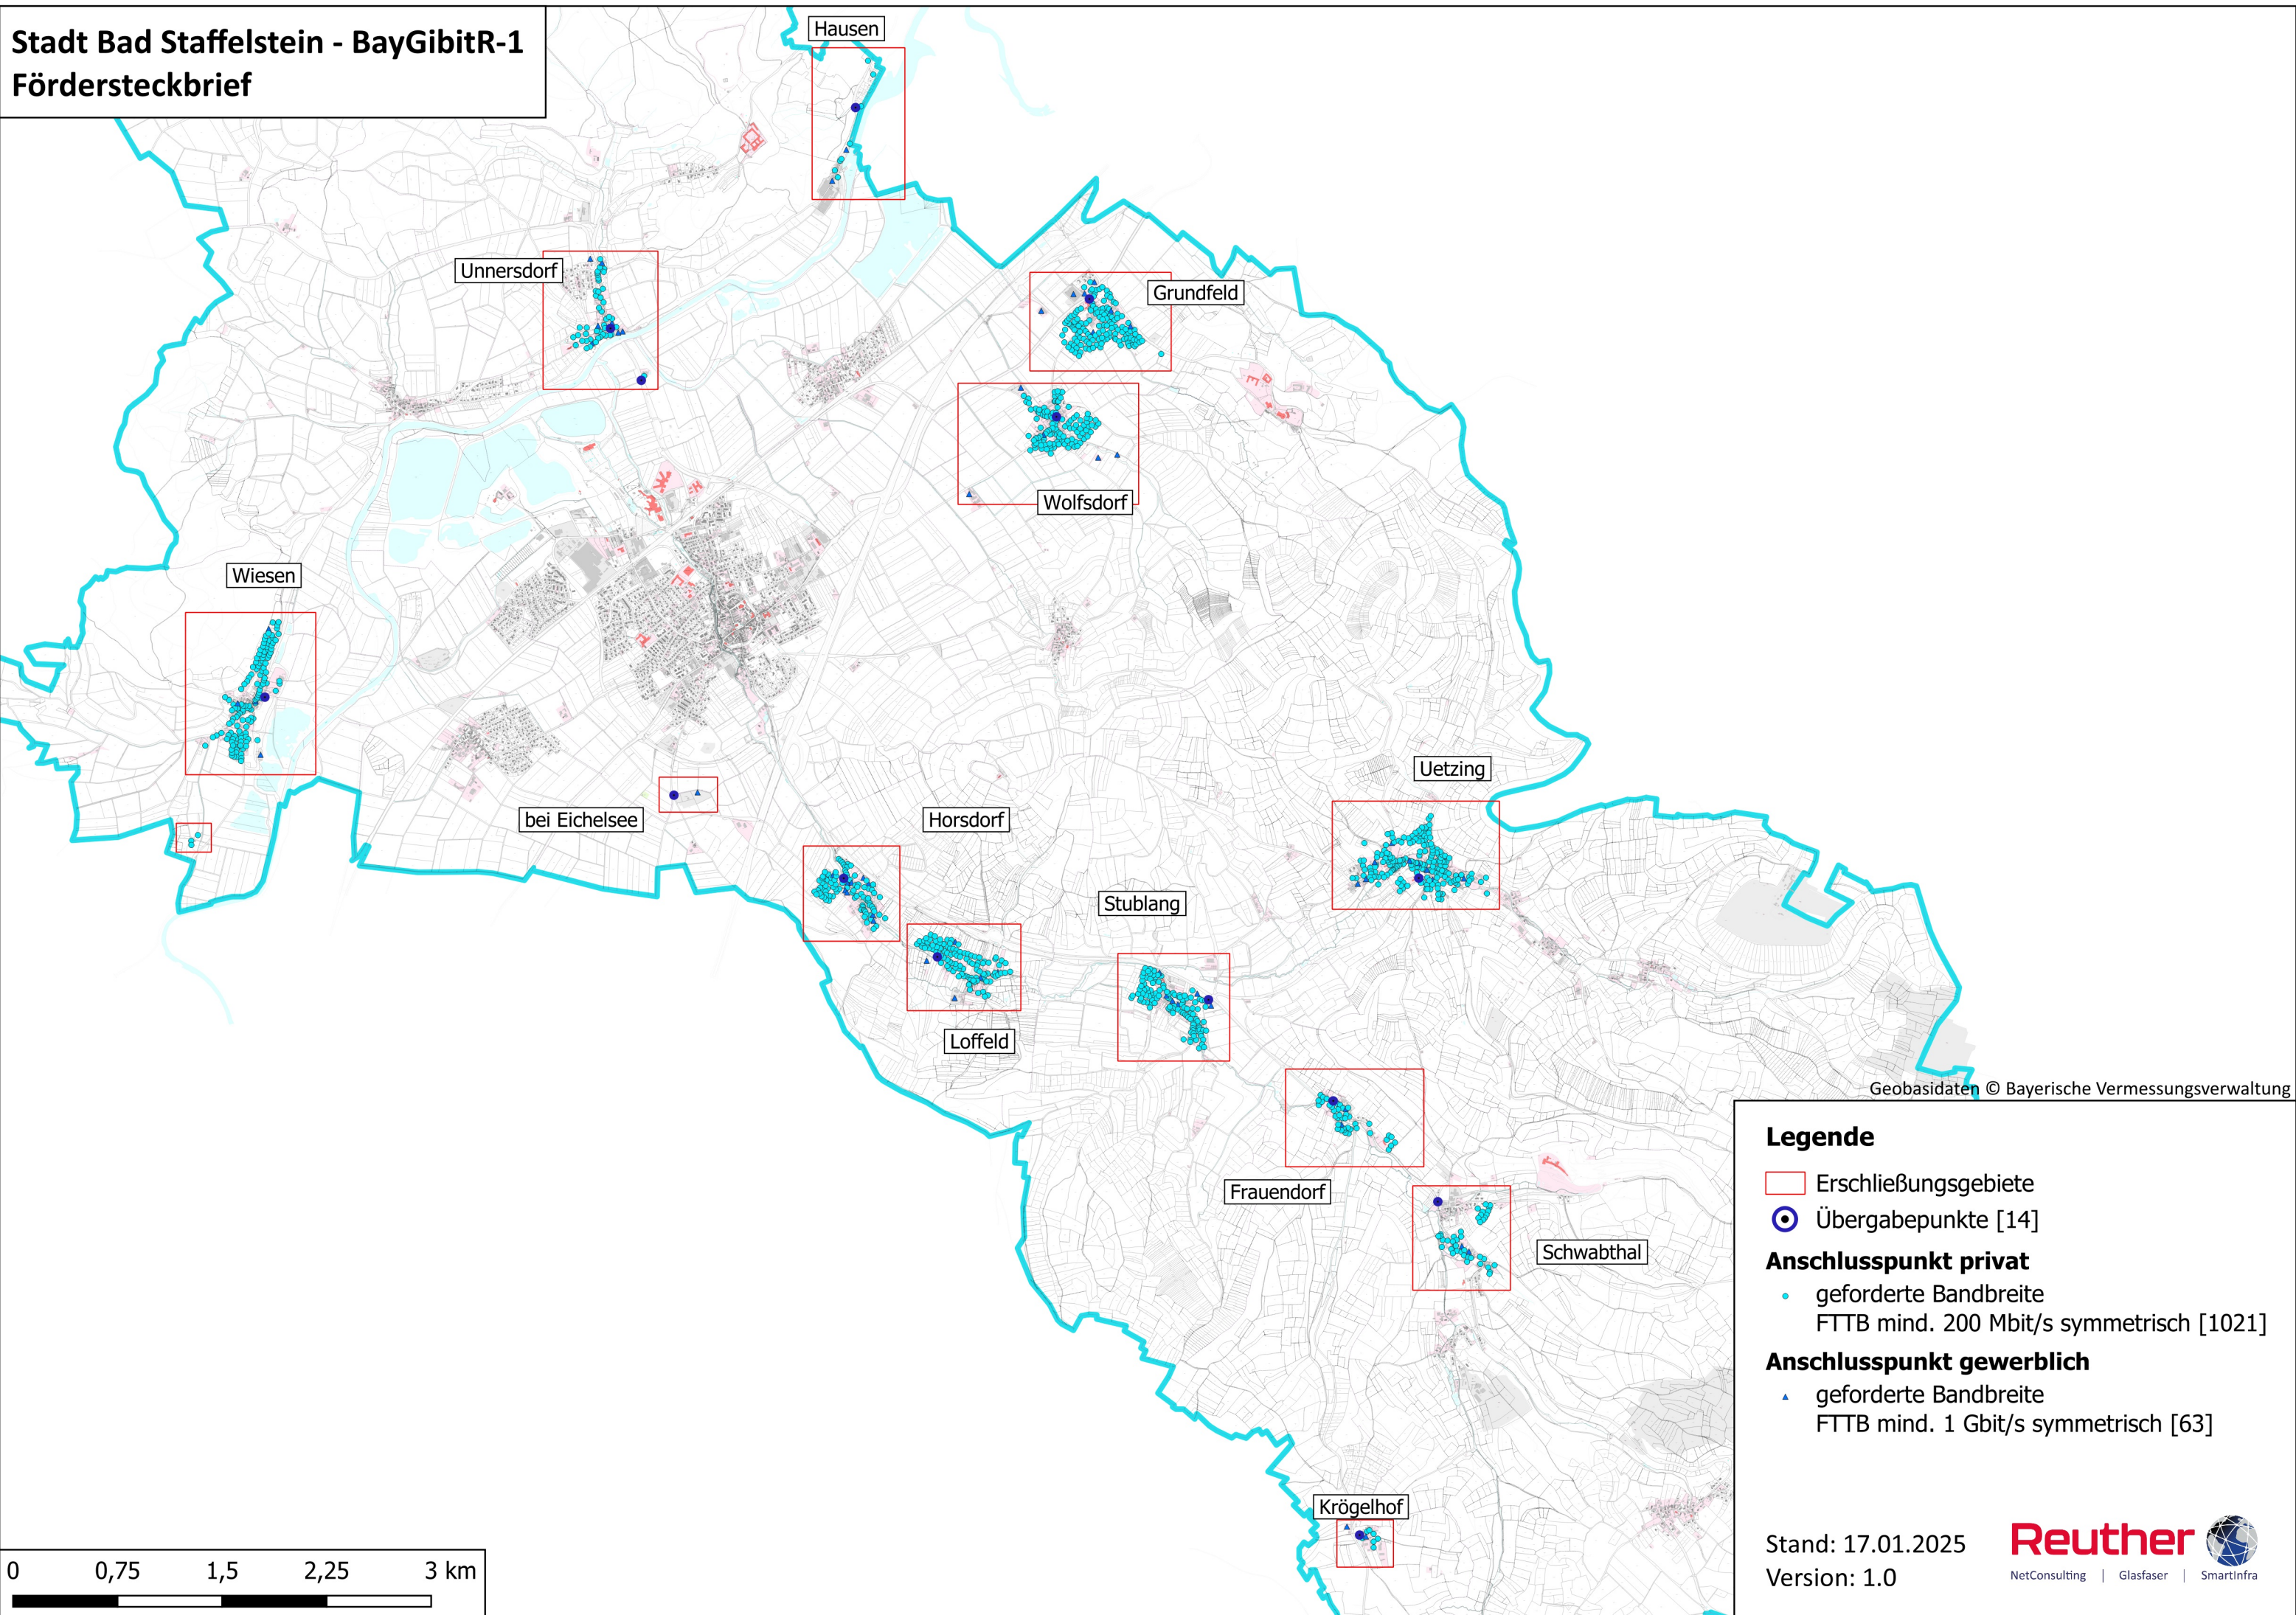 Stadt Bad Staffelstein - BayGibitR-1
Fördersteckbrief
Hausen
Unnersdorf
Grundfeld
Wolfsdorf
Wiesen
Uetzing
bei Eichelsee
Horsdorf
Stublang
Loffeld
Frauendorf
Schwabthal
Krögelhof
Geobasidaten © Bayerische Vermessungsverwaltung
Legende
Erschließungsgebiete
Übergabepunkte [14]
Anschlusspunkt privat
geforderte Bandbreite
FTTB mind. 200 Mbit/s symmetrisch [1021]
Anschlusspunkt gewerblich
geforderte Bandbreite
FTTB mind. 1 Gbit/s symmetrisch [63]
Stand: 17.01.2025
Version: 1.0
Reuther
NetConsulting | Glasfaser | SmartInfra
0 0,75 1,5 2,25 3 km